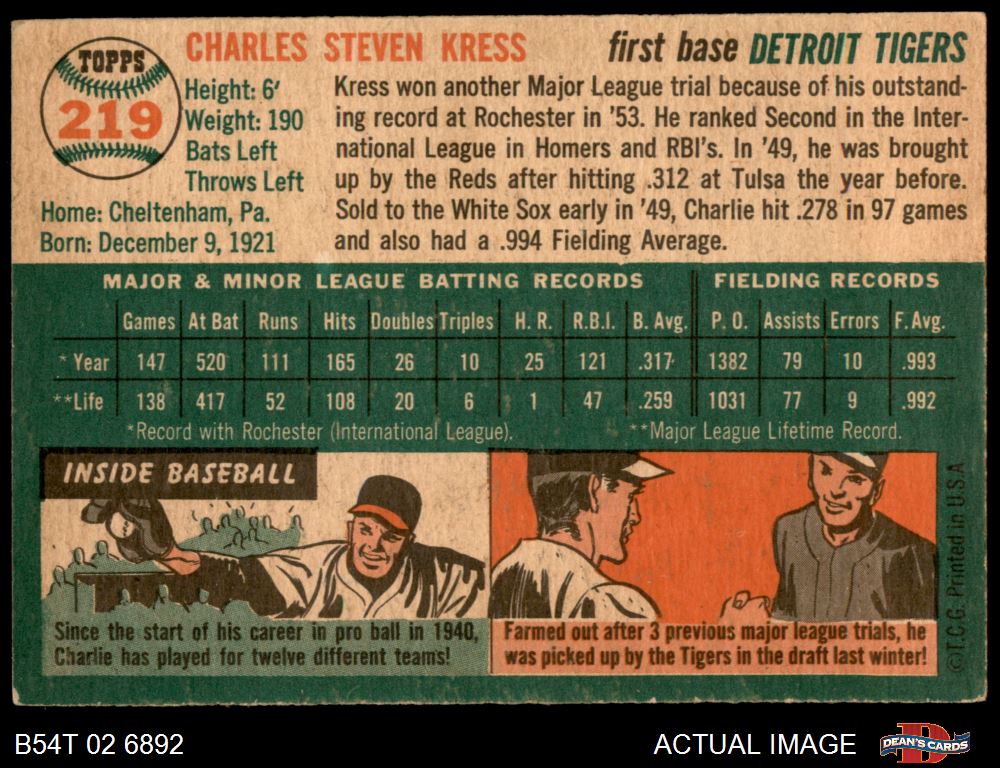 TOPPS
219
CHARLES STEVEN KRESS
first base DETROIT TIGERS
Height: 6'
Weight: 190
Bats Left
Throws Left
Home: Cheltenham, Pa.
Born: December 9, 1921
Kress won another Major League trial because of his outstand-
ing record at Rochester in '53. He ranked Second in the Inter-
national League in Homers and RBI's. In '49, he was brought
up by the Reds after hitting .312 at Tulsa the year before.
Sold to the White Sox early in '49, Charlie hit .278 in 97 games
and also had a .994 Fielding Average.
MAJOR & MINOR LEAGUE BATTING RECORDS FIELDING RECORDS
Games At Bat Runs Hits Doubles Triples H. R. R.B.I. B. Avg. P. O. Assists Errors F. Avg.
* Year 147 520 111 165 26 10 25 121 .317 1382 79 10 .993
**Life 138 417 52 108 20 6 1 47 .259 1031 77 9 .992
*Record with Rochester (International League). **Major League Lifetime Record.
INSIDE BASEBALL
Since the start of his career in pro ball in 1940,
Charlie has played for twelve different teams!
Farmed out after 3 previous major league trials, he
was picked up by the Tigers in the draft last winter!
©T.C.G. Printed in U.S.A
B54T 02 6892
ACTUAL IMAGE
DEAN'S CARDS